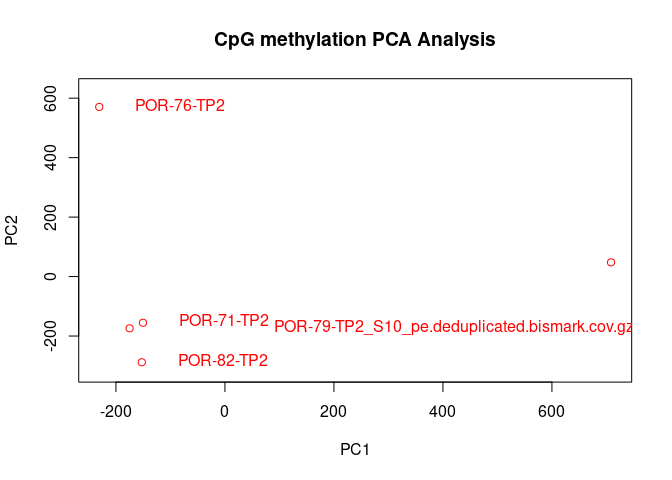 CpG methylation PCA Analysis
PC2
600
400
200
0
-200
POR-76-TP2
POR-71-TP2
POR-79-TP2_S10_pe.deduplicated.bismark.cov.gz
POR-82-TP2
-200 0 200 400 600
PC1